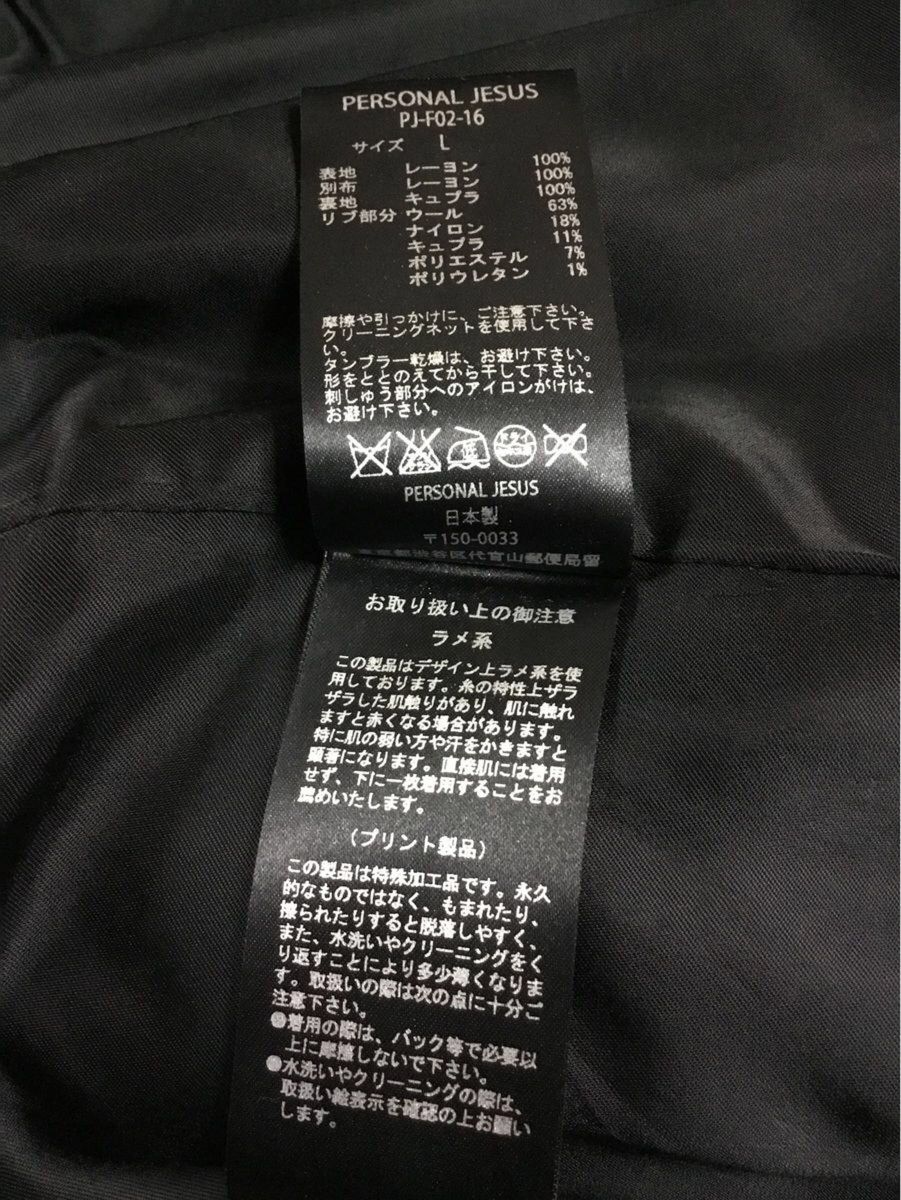 PERSONAL JESUS
PJ-F02-16
サイズ L
表地 レーヨン 100%
別布 レーヨン 100%
裏地 キュプラ 100%
リブ部分 ウール 63%
ナイロン 18%
キュプラ 11%
ポリエステル 7%
ポリウレタン 1%
摩擦や引っかけに、ご注意下さい。
クリーニングネットを使用して下さ
い。
タンブラー乾燥は、お避け下さい。
形をととのえてから干して下さい。
刺しゅう部分へのアイロンがけは、
お避け下さい。
低 ドライ
PERSONAL JESUS
日本製
〒150-0033
東京都渋谷区代官山郵便局留
お取り扱い上の御注意
ラメ系
この製品はデザイン上ラメ系を使
用しております。糸の特性上ザラ
ザラした肌触りがあり、肌に触れ
ますと赤くなる場合があります。
特に肌の弱い方や汗をかきますと
顕著になります。直接肌には着用
せず、下に一枚着用することをお
薦めいたします。
(プリント製品)
この製品は特殊加工品です。永久
的なものではなく、もまれたり、
擦られたりすると脱落しやすく、
また、水洗いやクリーニングをく
り返すことにより多少薄くなりま
す。取扱いの際は次の点に十分ご
注意下さい。
●着用の際は、バック等で必要以
上に摩擦しないで下さい。
●水洗いやクリーニングの際は、
取扱い絵表示を確認の上お願い
します。